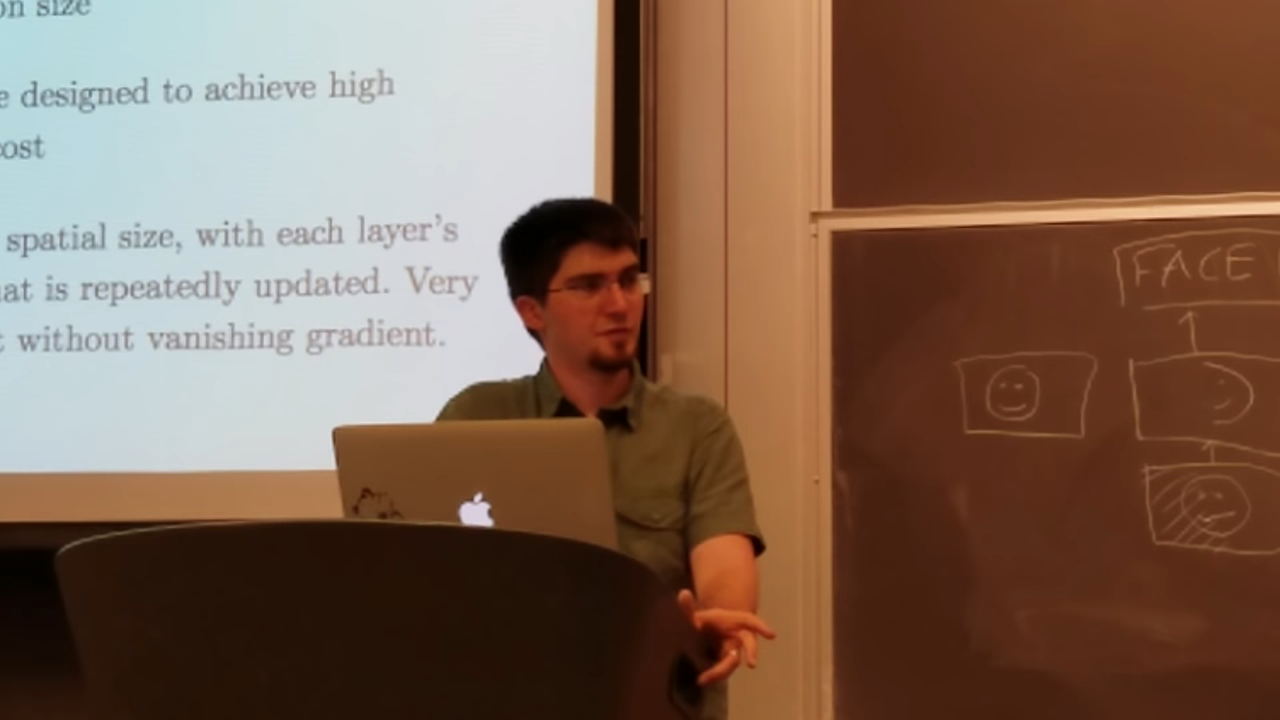 on size
e designed to achieve high
cost
spatial size, with each layer's
at is repeatedly updated. Very
t without vanishing gradient.
FACE